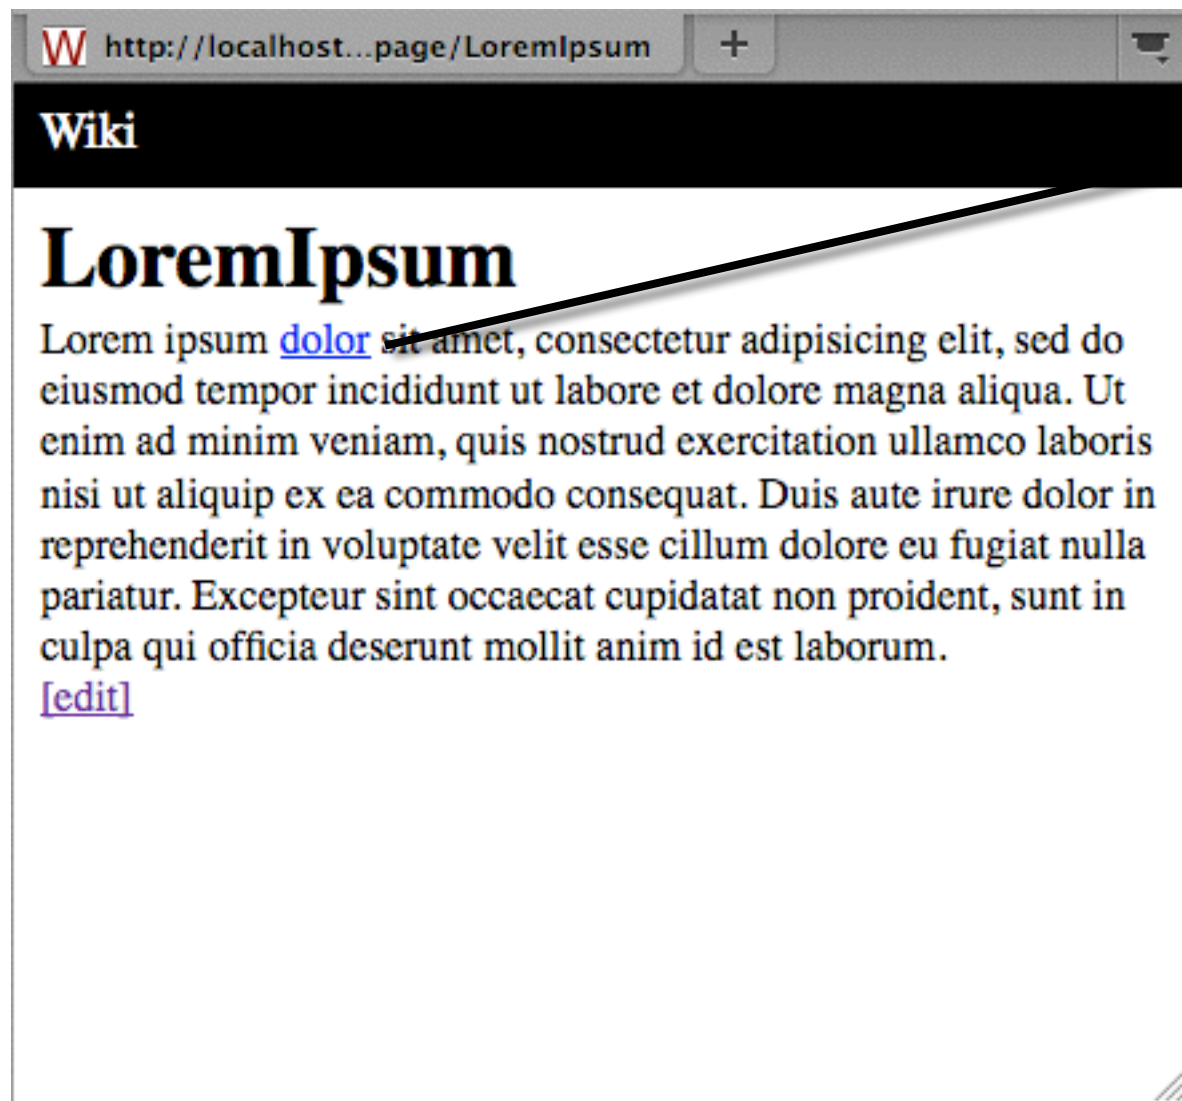 http://localhost...page/LoremIpsum
Wiki
LoremIpsum
Lorem ipsum dolor sit amet, consectetur adipisicing elit, sed do
eiusmod tempor incididunt ut labore et dolore magna aliqua. Ut
enim ad minim veniam, quis nostrud exercitation ullamco laboris
nisi ut aliquip ex ea commodo consequat. Duis aute irure dolor in
reprehenderit in voluptate velit esse cillum dolore eu fugiat nulla
pariatur. Excepteur sint occaecat cupidatat non proident, sunt in
culpa qui officia deserunt mollit anim id est laborum.
[edit]